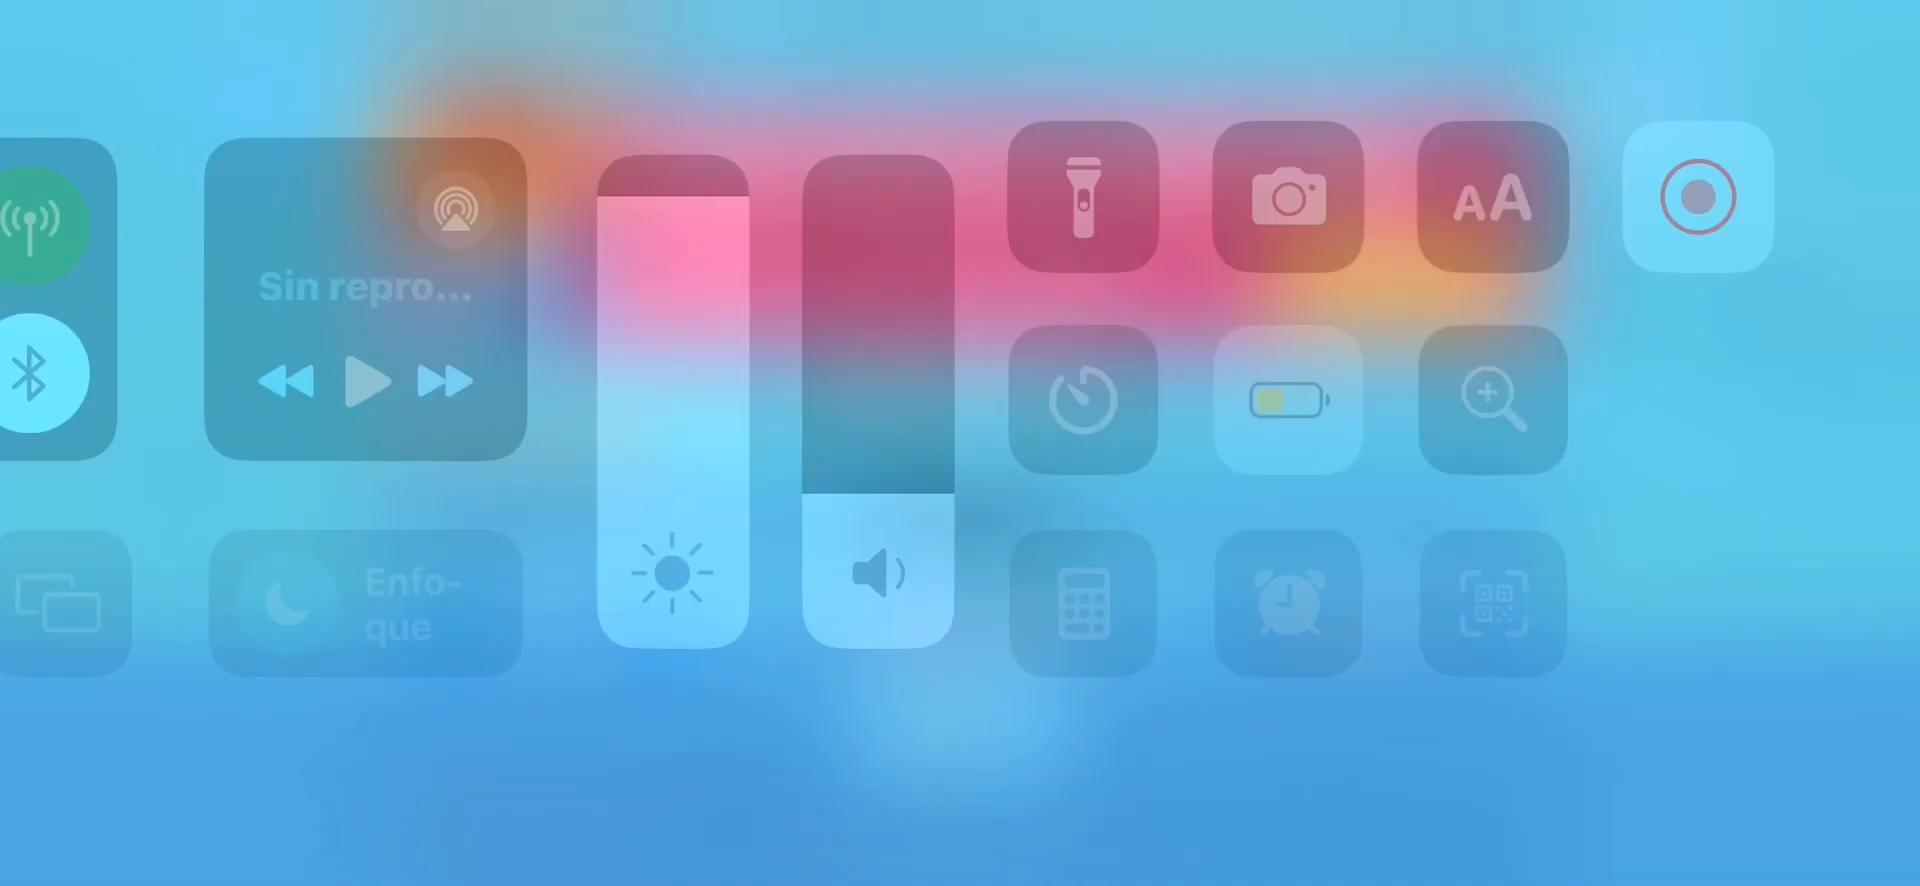 Sin repro...
AA
Enfo-
que